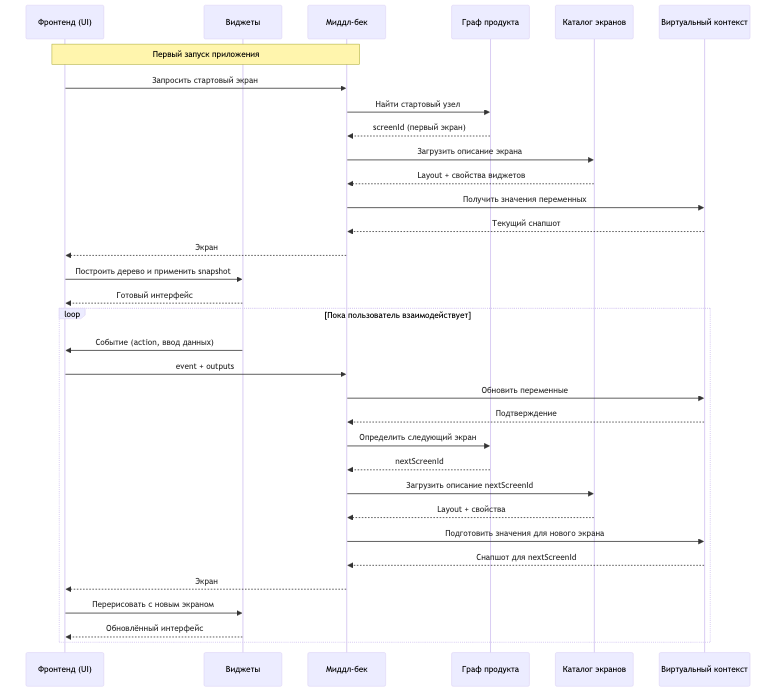 Фронтенд (UI)
Виджеты
Миддл-бек
Граф продукта
Каталог экранов
Виртуальный контекст
Первый запуск приложения
Запросить стартовый экран
Найти стартовый узел
screenId (первый экран)
Загрузить описание экрана
Layout + свойства виджетов
Получить значения переменных
Текущий снапшот
Экран
Построить дерево и применить snapshot
Готовый интерфейс
loop
[Пока пользователь взаимодействует]
Событие (action, ввод данных)
event + outputs
Обновить переменные
Подтверждение
Определить следующий экран
nextScreenId
Загрузить описание nextScreenId
Layout + свойства
Подготовить значения для нового экрана
Снапшот для nextScreenId
Экран
Перерисовать с новым экраном
Обновлённый интерфейс
Фронтенд (UI)
Виджеты
Миддл-бек
Граф продукта
Каталог экранов
Виртуальный контекст